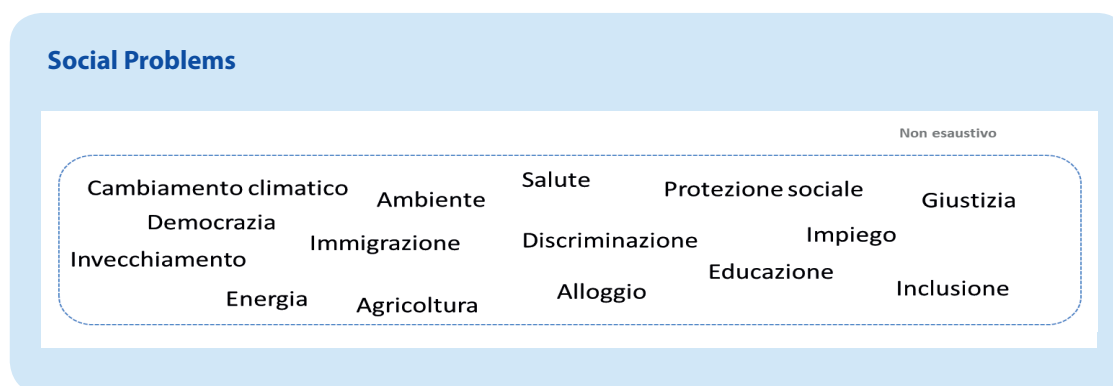 Social Problems
Non esaustivo
Cambiamento climatico
Ambiente
Salute
Protezione sociale
Giustizia
Democrazia
Immigrazione
Discriminazione
Impiego
Invecchiamento
Educazione
Energia
Agricoltura
Alloggio
Inclusione